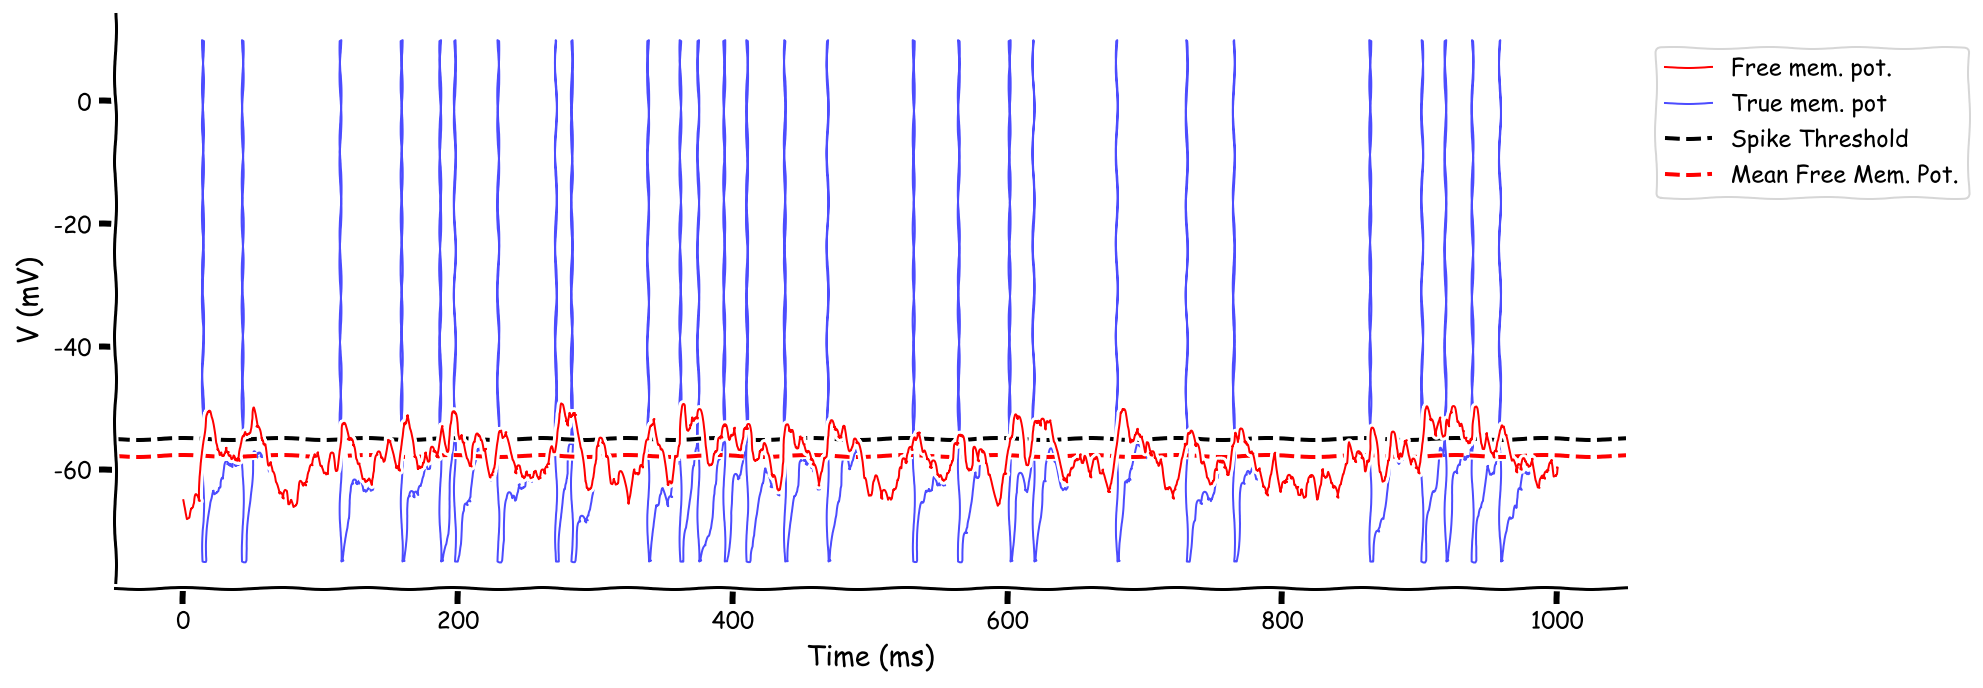 Free mem. pot.
True mem. pot
Spike Threshold
Mean Free Mem. Pot.
V (mV)
0
-20
-40
-60
0 200 400 600 800 1000
Time (ms)